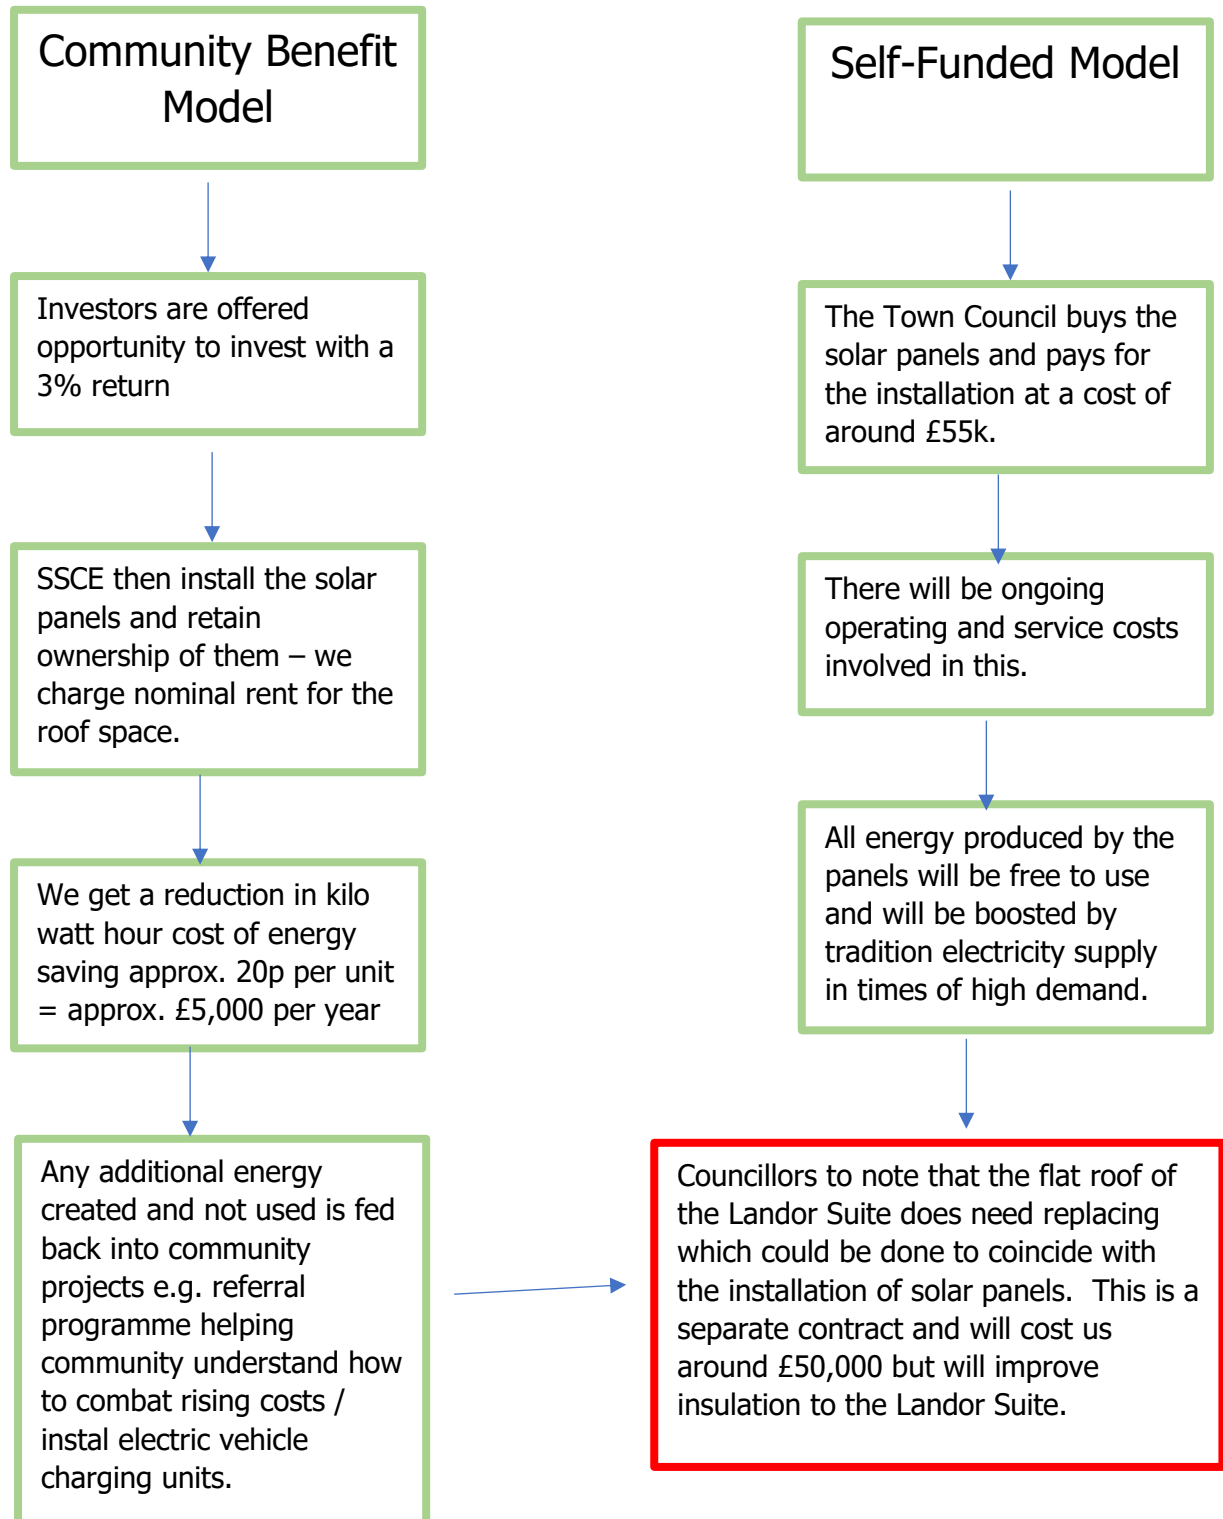 Community Benefit
Model
Investors are offered
opportunity to invest with a
3% return
SSCE then install the solar
panels and retain
ownership of them – we
charge nominal rent for the
roof space.
We get a reduction in kilo
watt hour cost of energy
saving approx. 20p per unit
= approx. £5,000 per year
Any additional energy
created and not used is fed
back into community
projects e.g. referral
programme helping
community understand how
to combat rising costs /
instal electric vehicle
charging units.
Self-Funded Model
The Town Council buys the
solar panels and pays for
the installation at a cost of
around £55k.
There will be ongoing
operating and service costs
involved in this.
All energy produced by the
panels will be free to use
and will be boosted by
tradition electricity supply
in times of high demand.
Councillors to note that the flat roof of
the Landor Suite does need replacing
which could be done to coincide with
the installation of solar panels.  This is a
separate contract and will cost us
around £50,000 but will improve
insulation to the Landor Suite.